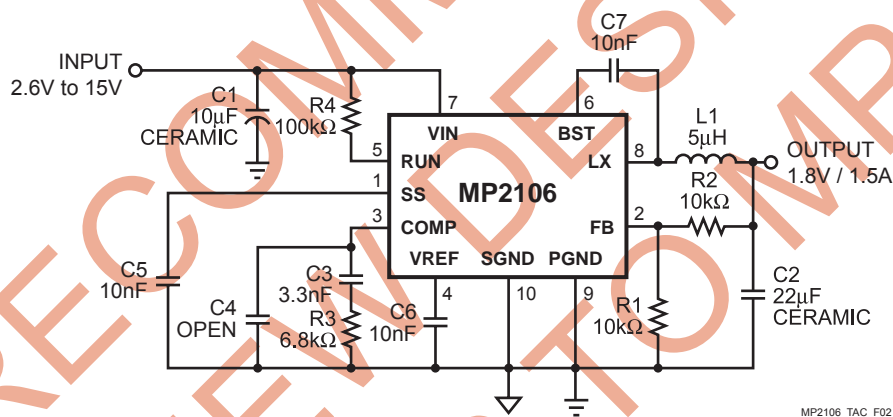 INPUT
2.6V to 15V
C1
10µF
CERAMIC
R4
100kΩ
C7
10nF
7
6
VIN
BST
5
RUN
LX
8
L1
5µH
OUTPUT
1.8V / 1.5A
1
SS
MP2106
R2
10kΩ
3
COMP
FB
2
VREF
SGND
PGND
C5
10nF
C4
OPEN
C3
3.3nF
R3
6.8kΩ
4
C6
10nF
10
9
R1
10kΩ
C2
22µF
CERAMIC
MP2106_TAC_F02